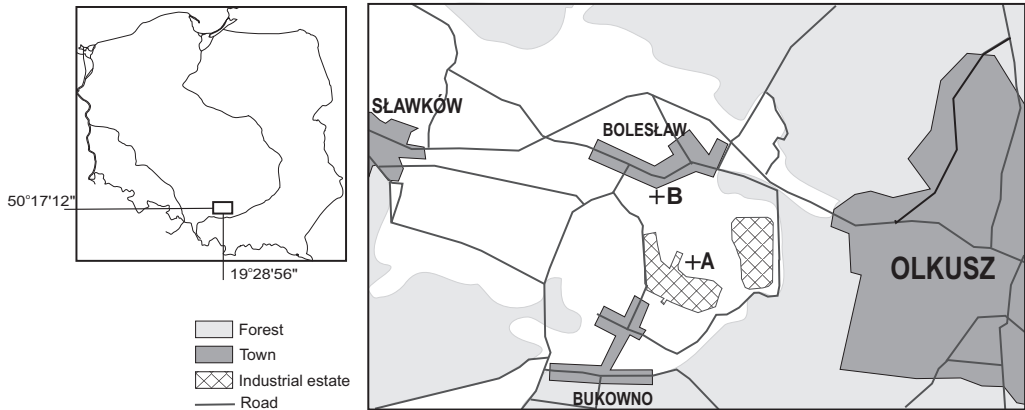 50°17'12"
19°28'56"
Forest
Town
Industrial estate
Road
SŁAWKÓW
BOLESŁAW
+B
+A
OLKUSZ
BUKOWNO